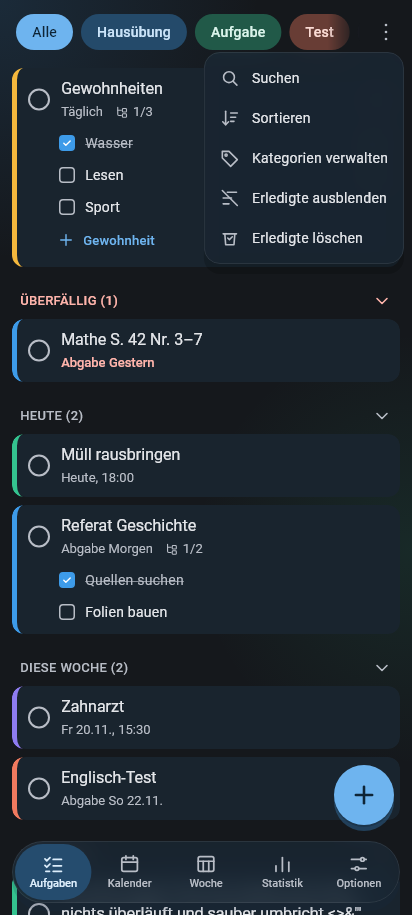 Alle
Hausübung
Aufgabe
Test
Gewohnheiten
Täglich 1/3
Wasser
Lesen
Sport
+ Gewohnheit
Suchen
Sortieren
Kategorien verwalten
Erledigte ausblenden
Erledigte löschen
ÜBERFÄLLIG (1)
Mathe S. 42 Nr. 3–7
Abgabe Gestern
HEUTE (2)
Müll rausbringen
Heute, 18:00
Referat Geschichte
Abgabe Morgen 1/2
Quellen suchen
Folien bauen
DIESE WOCHE (2)
Zahnarzt
Fr 20.11., 15:30
Englisch-Test
Abgabe So 22.11.
Aufgaben
Kalender
Woche
Statistik
Optionen
nichts überläuft und sauber umbricht <>&"'